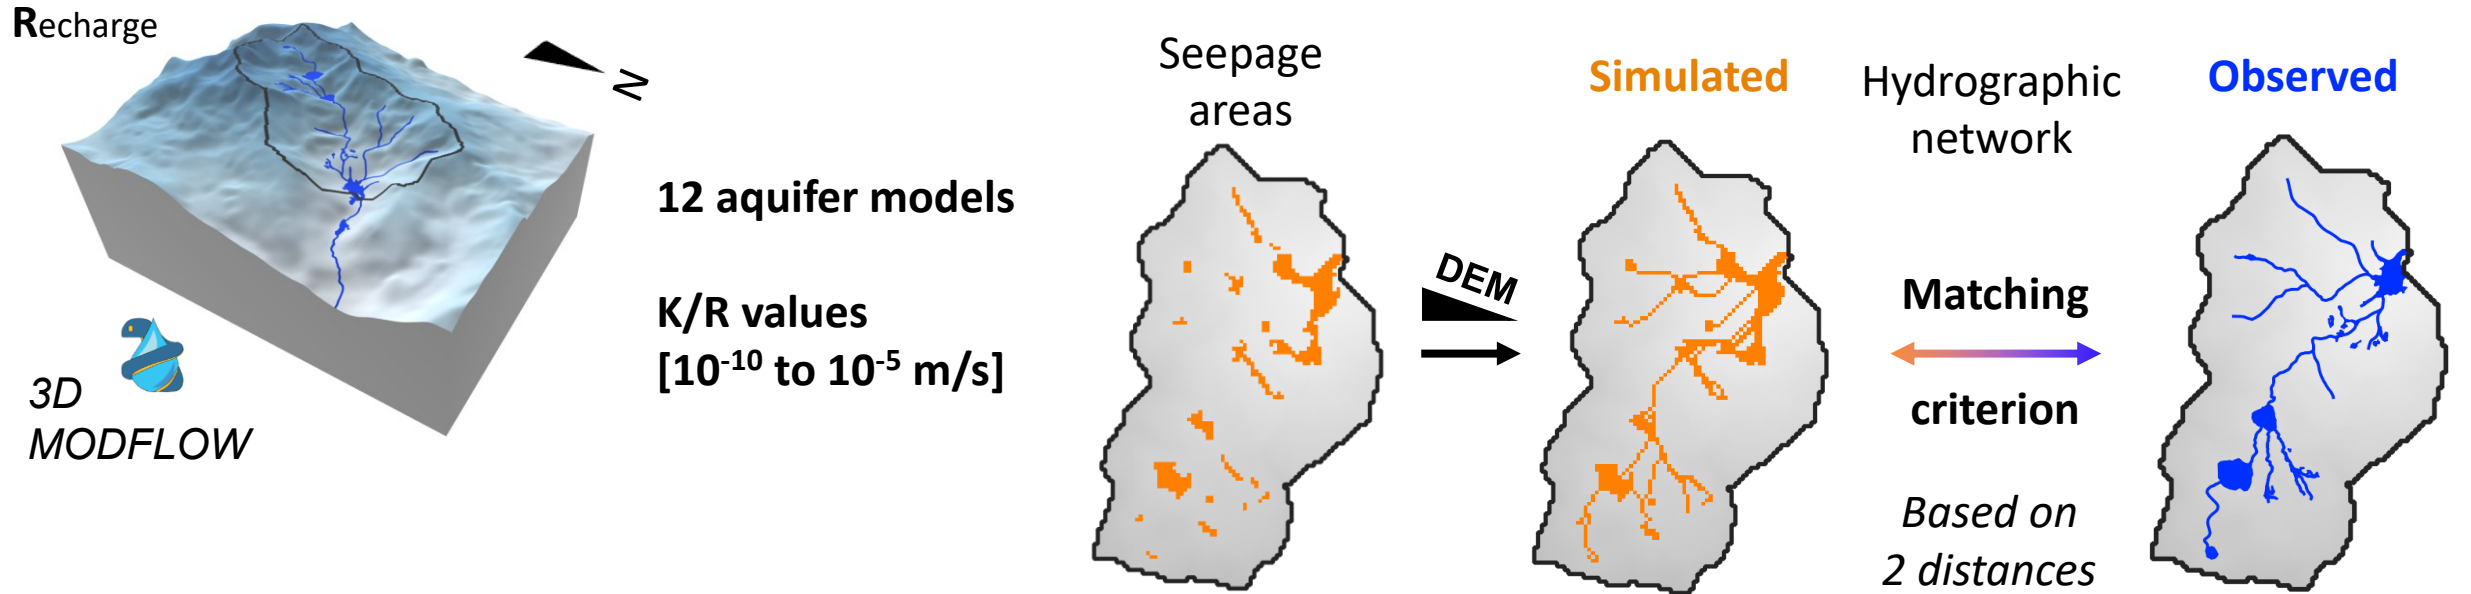 Recharge
N
3D
MODFLOW
12 aquifer models
K/R values
[10⁻¹⁰ to 10⁻⁵ m/s]
Seepage
areas
DEM
Simulated
Hydrographic
network
Matching
criterion
Based on
2 distances
Observed